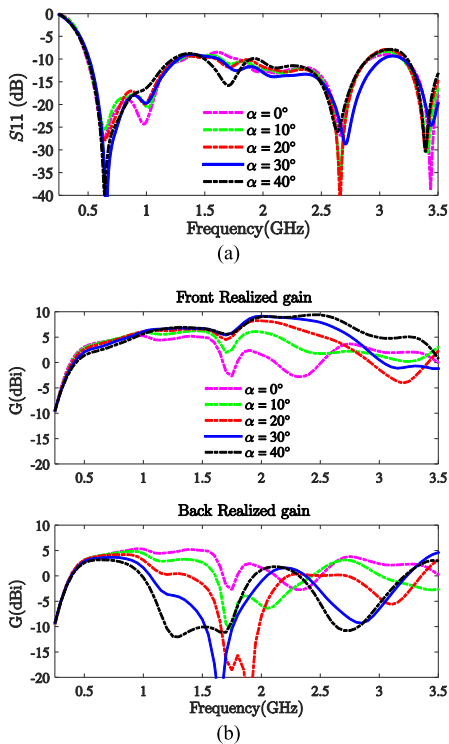 0
-5
-10
-15
-20
-25
-30
-35
-40
S11 (dB)
α = 0°
α = 10°
α = 20°
α = 30°
α = 40°
0.5 1 1.5 2 2.5 3 3.5
Frequency(GHz)
(a)
Front Realized gain
10
5
0
-5
-10
-15
-20
G(dBi)
α = 0°
α = 10°
α = 20°
α = 30°
α = 40°
0.5 1 1.5 2 2.5 3 3.5
Back Realized gain
10
5
0
-5
-10
-15
-20
G(dBi)
0.5 1 1.5 2 2.5 3 3.5
Frequency(GHz)
(b)